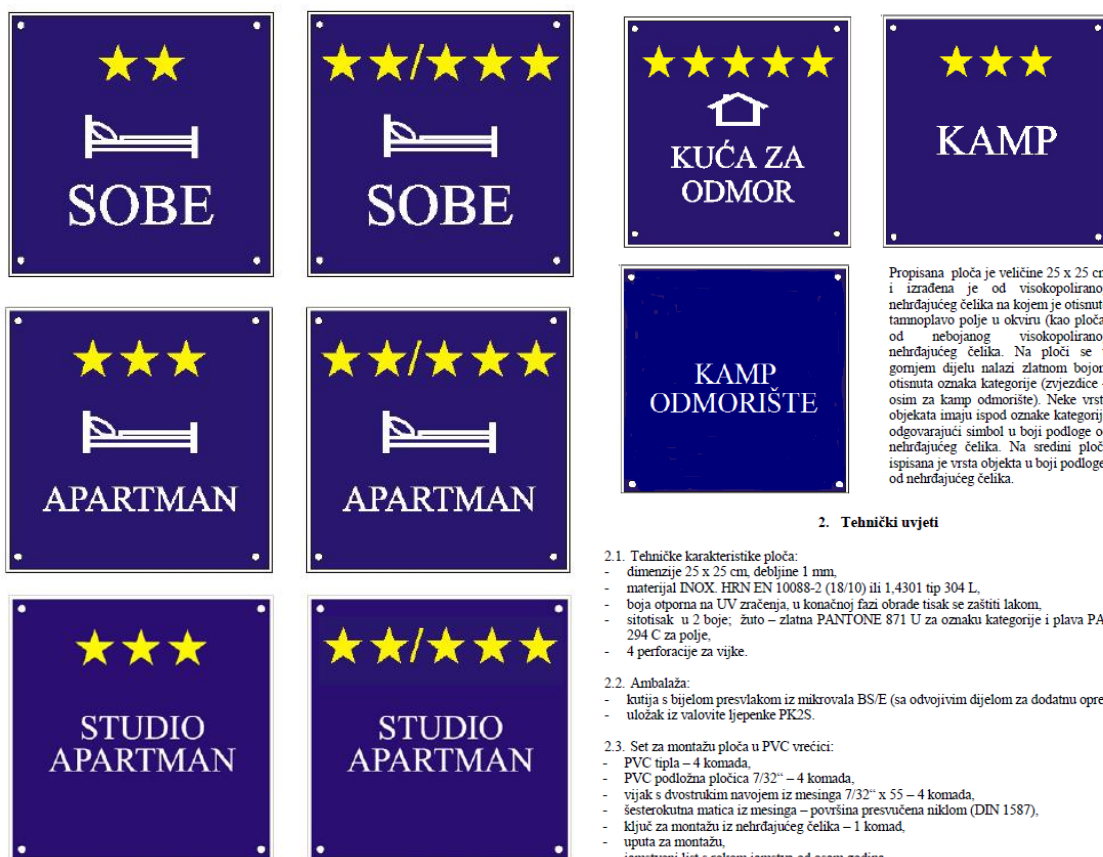 ★★
SOBE
★★/★★★
SOBE
★★★
APARTMAN
★★/★★★
APARTMAN
★★★
STUDIO
APARTMAN
★★/★★★
STUDIO
APARTMAN
★★★★★
KUĆA ZA
ODMOR
★★★
KAMP
KAMP
ODMORIŠTE
Propisana ploča je veličine 25 x 25 cm
i izrađena je od visokopolirano
nehrđajućeg čelika na kojem je otisnut
tamnoplavo polje u okviru (kao ploča
od nebojanog visokopolirano
nehrđajućeg čelika. Na ploči se
gornjem dijelu nalazi zlatnom bojom
otisnuta oznaka kategorije (zvjezdice -
osim za kamp odmorište). Neke vrst
objekata imaju ispod oznake kategorij
odgovarajući simbol u boji podloge o
nehrđajućeg čelika. Na sredini ploč
ispisana je vrsta objekta u boji podloge
od nehrđajućeg čelika.
2. Tehnički uvjeti
2.1. Tehničke karakteristike ploča:
- dimenzije 25 x 25 cm, debljine 1 mm,
- materijal INOX. HRN EN 10088-2 (18/10) ili 1,4301 tip 304 L,
- boja otporna na UV zračenja, u konačnoj fazi obrade tisak se zaštiti lakom,
- sitotisak u 2 boje; žuto – zlatna PANTONE 871 U za oznaku kategorije i plava PA
294 C za polje,
- 4 perforacije za vijke.
2.2. Ambalaža:
- kutija s bijelom presvlakom iz mikrovala BS/E (sa odvojivim dijelom za dodatnu opre
- uložak iz valovite ljepenke PK2S.
2.3. Set za montažu ploča u PVC vrećici:
- PVC tipla – 4 komada,
- PVC podložna pločica 7/32“ – 4 komada,
- vijak s dvostrukim navojem iz mesinga 7/32“ x 55 – 4 komada,
- šesterokutna matica iz mesinga – površina presvučena niklom (DIN 1587),
- ključ za montažu iz nehrđajućeg čelika – 1 komad,
- uputa za montažu,
- jamstveni list s rokom jamstva od osam godina